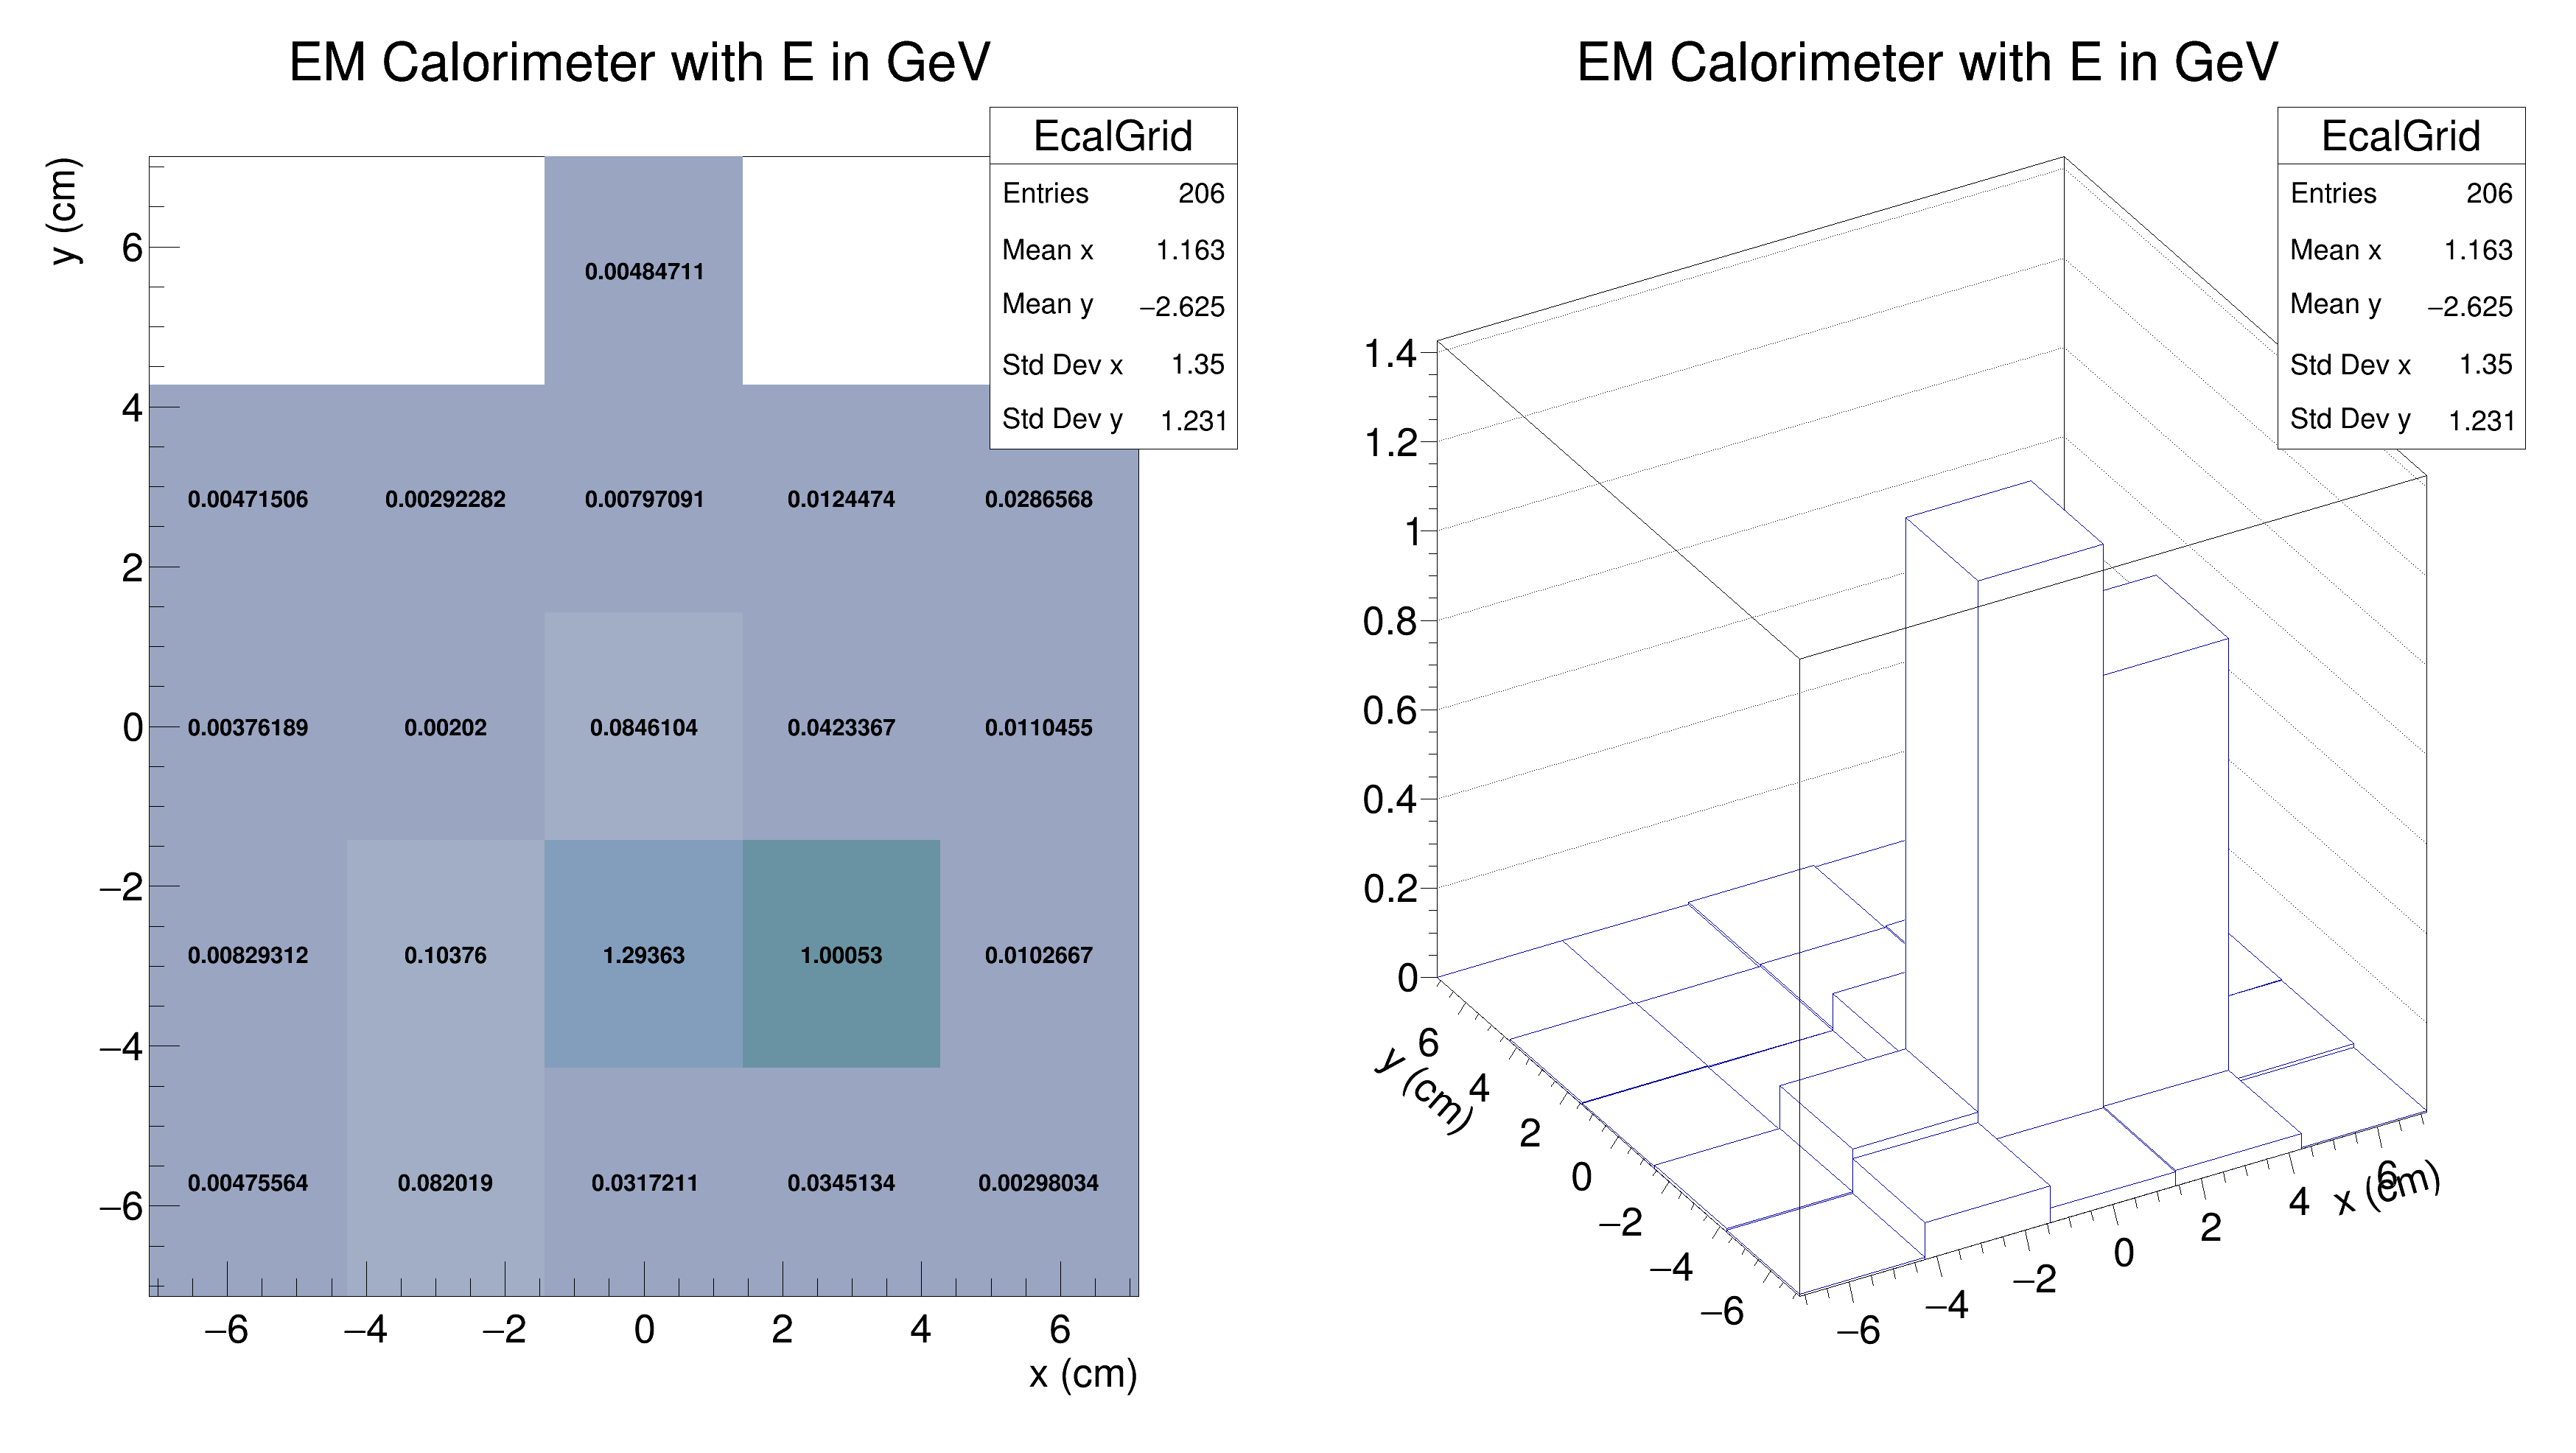 EM Calorimeter with E in GeV
EcalGrid
Entries 206
Mean x 1.163
Mean y −2.625
Std Dev x 1.35
Std Dev y 1.231
y (cm)
6
4
2
0
−2
−4
−6
0.00484711
0.00471506 0.00292282 0.00797091 0.0124474 0.0286568
0.00376189 0.00202 0.0846104 0.0423367 0.0110455
0.00829312 0.10376 1.29363 1.00053 0.0102667
0.00475564 0.082019 0.0317211 0.0345134 0.00298034
−6 −4 −2 0 2 4 6
x (cm)
EM Calorimeter with E in GeV
EcalGrid
Entries 206
Mean x 1.163
Mean y −2.625
Std Dev x 1.35
Std Dev y 1.231
1.4
1.2
1
0.8
0.6
0.4
0.2
0
y (cm)
6
4
2
0
−2
−4
−6
−6
−4
−2
0
2
4
6
x (cm)